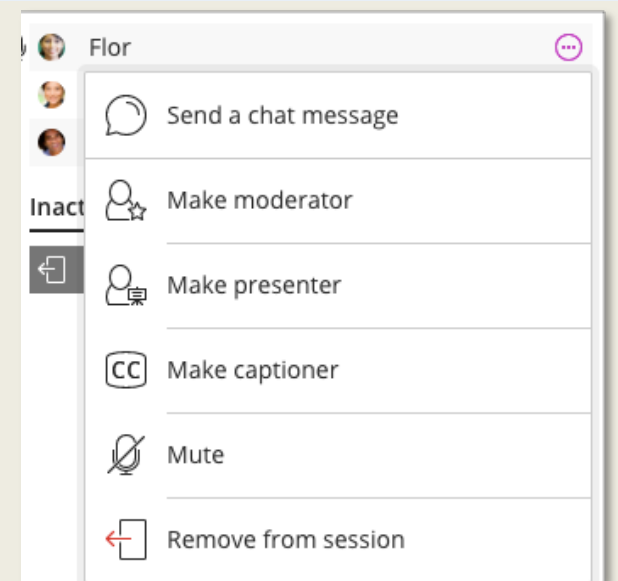 Flor
Send a chat message
Make moderator
Inact
Make presenter
CC Make captioner
Mute
Remove from session